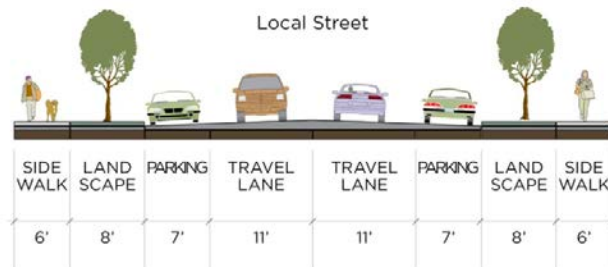 Local Street
SIDE WALK
LAND SCAPE
PARKING
TRAVEL LANE
TRAVEL LANE
PARKING
LAND SCAPE
SIDE WALK
6' 8' 7' 11' 11' 7' 8' 6'